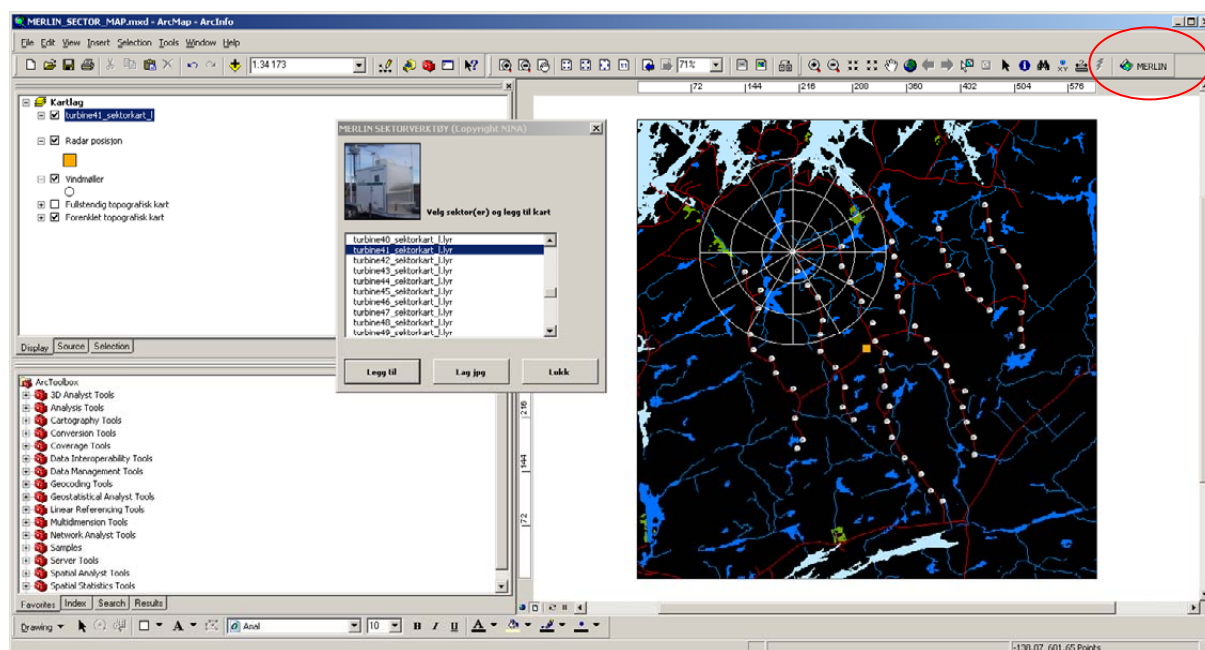 MERLIN_SECTOR_MAP.mxd - ArcMap - ArcInfo
File Edit View Insert Selection Tools Window Help
1:34 173
71%
MERLIN
72 144 216 288 360 432 504 576
Kartlag
turbine41_sektorkart_l
Radar posisjon
Vindmøller
Fullstendig topografisk kart
Forenklet topografisk kart
Display Source Selection
MERLIN SEKTORVERKTØY (Copyright NINA)
Velg sektor(er) og legg til kart
turbine40_sektorkart_l.lyr
turbine41_sektorkart_l.lyr
turbine42_sektorkart_l.lyr
turbine43_sektorkart_l.lyr
turbine44_sektorkart_l.lyr
turbine45_sektorkart_l.lyr
turbine46_sektorkart_l.lyr
turbine47_sektorkart_l.lyr
turbine48_sektorkart_l.lyr
turbine49_sektorkart_l.lyr
Legg til Lag jpg Lukk
216
144
72
ArcToolbox
3D Analyst Tools
Analysis Tools
Cartography Tools
Conversion Tools
Coverage Tools
Data Interoperability Tools
Data Management Tools
Geocoding Tools
Geostatistical Analyst Tools
Linear Referencing Tools
Multidimension Tools
Network Analyst Tools
Samples
Server Tools
Spatial Analyst Tools
Spatial Statistics Tools
Favorites Index Search Results
Drawing A Arial 10 B I U A
-138.07 601.65 Points